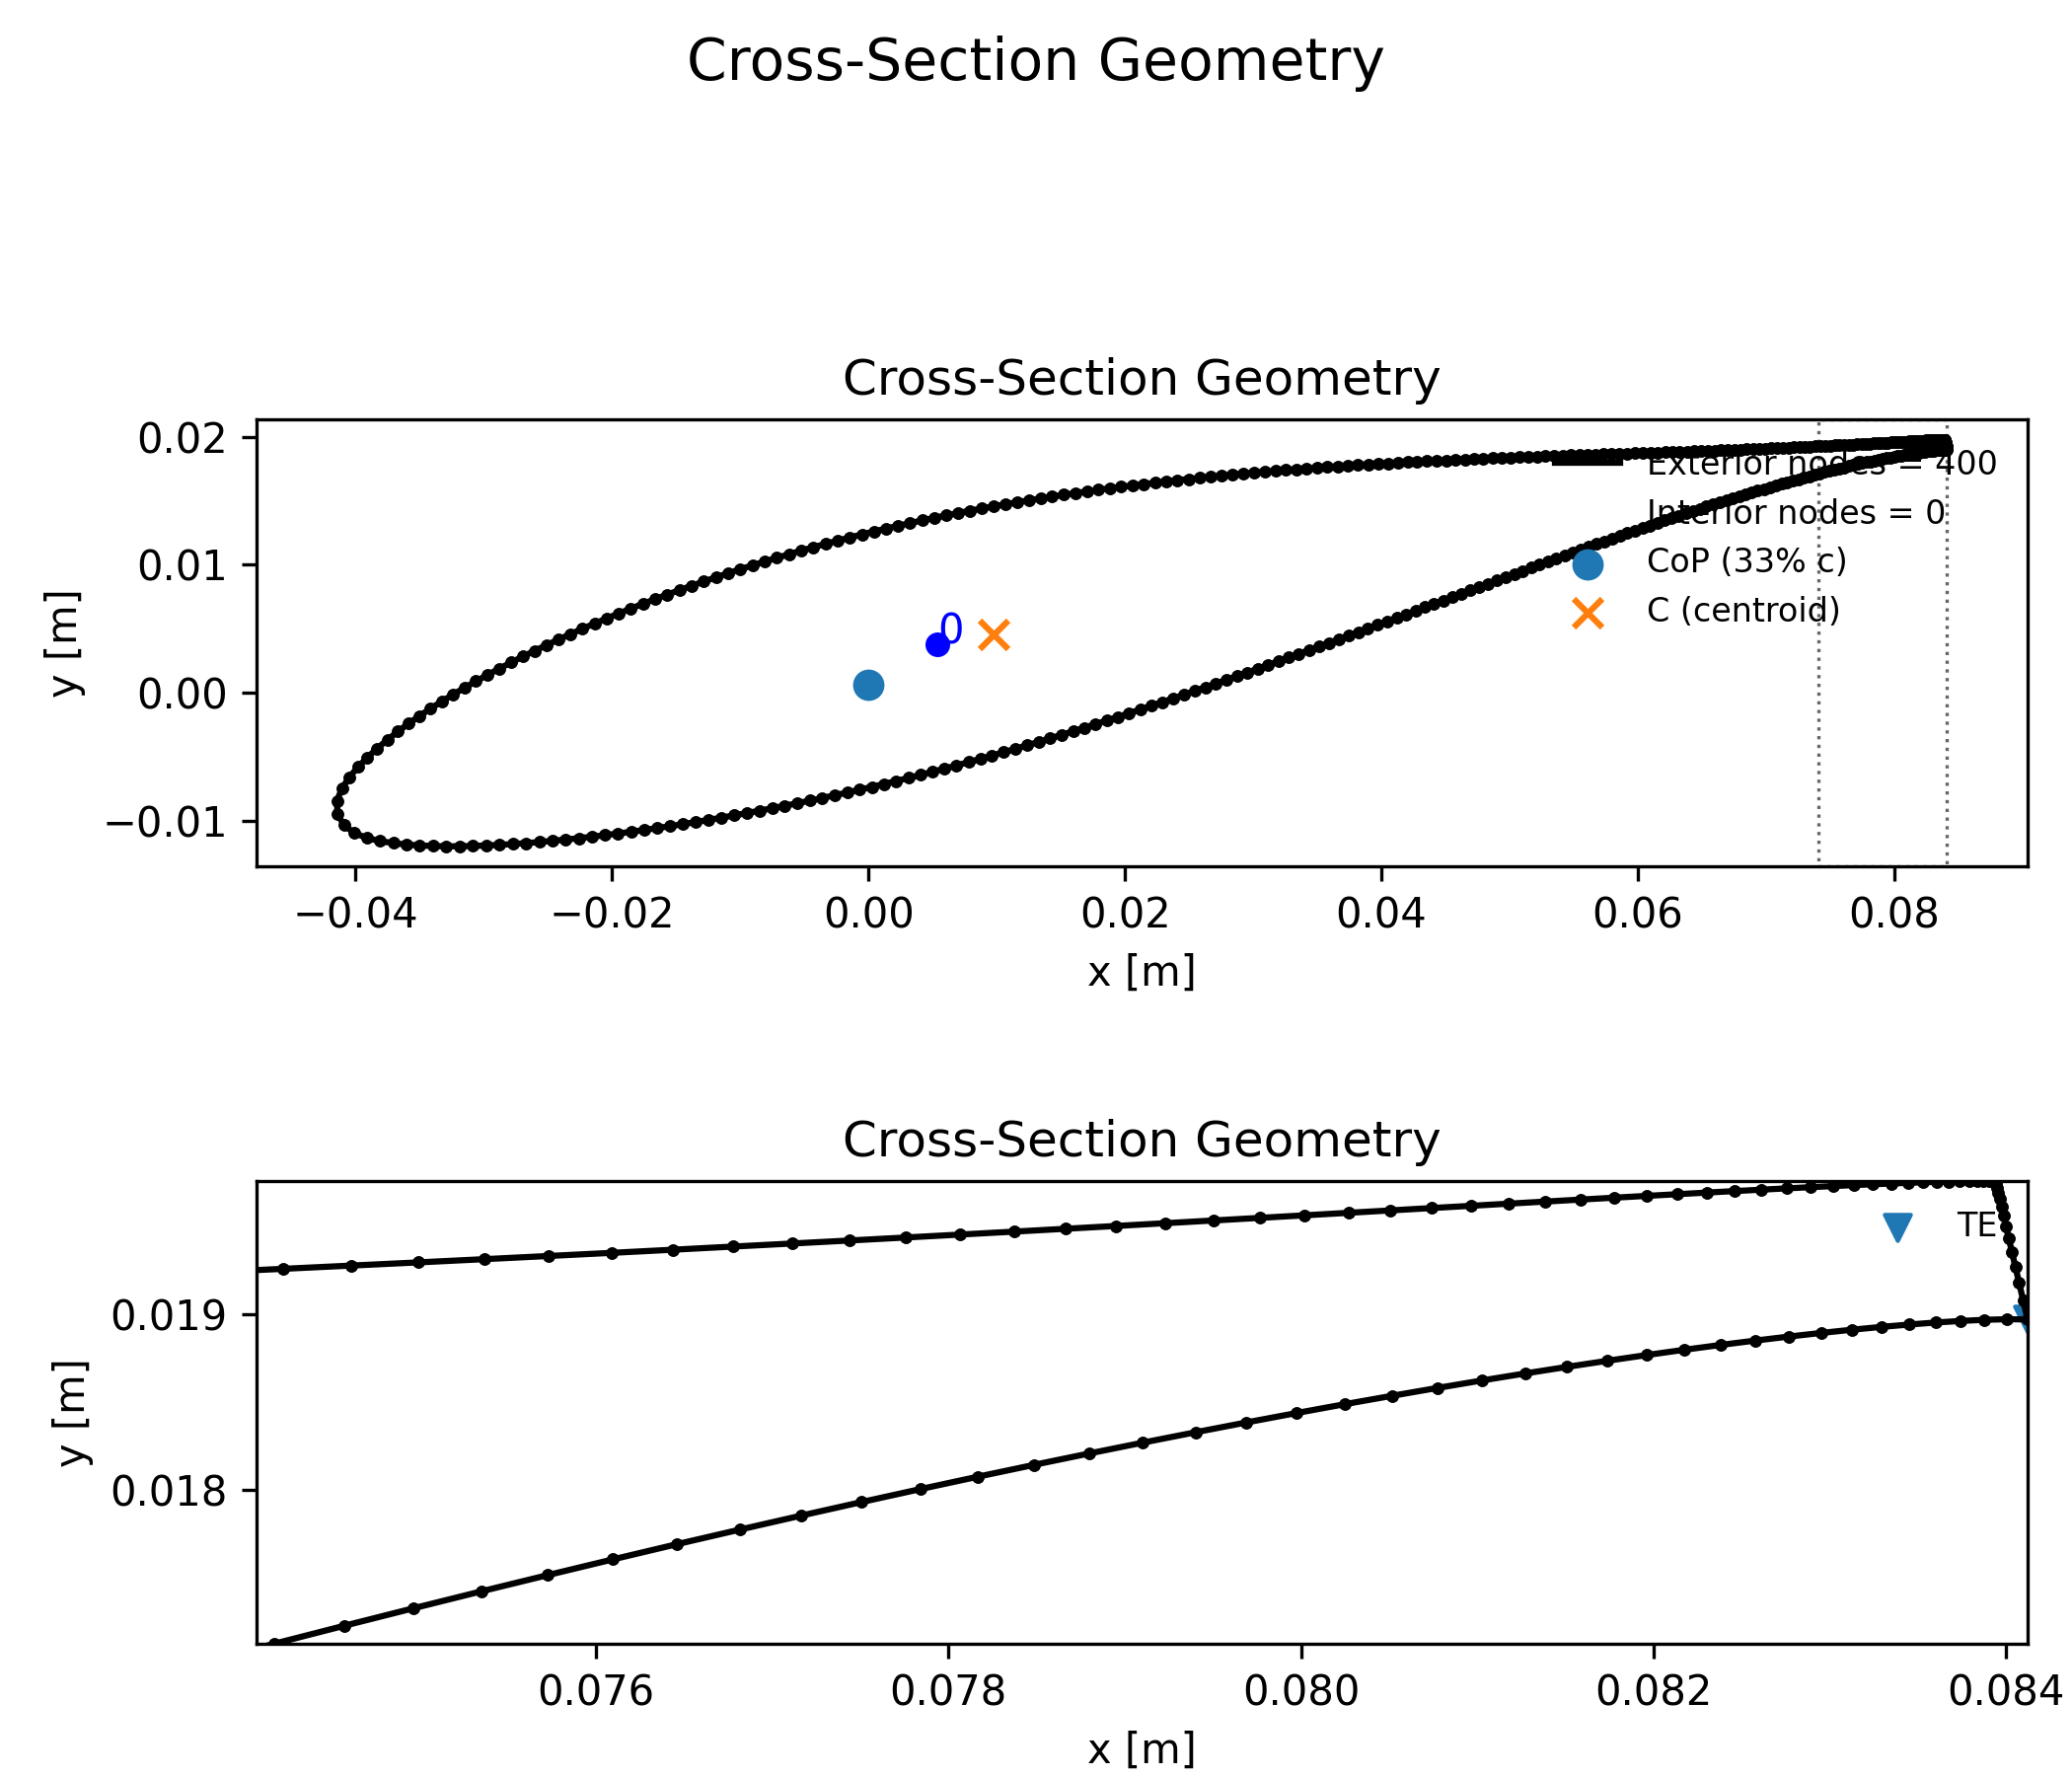 Cross-Section Geometry
Cross-Section Geometry
0.02
0.01
0.00
−0.01
y [m]
Exterior nodes = 400
Interior nodes = 0
CoP (33% c)
C (centroid)
0
−0.04
−0.02
0.00
0.02
0.04
0.06
0.08
x [m]
Cross-Section Geometry
TE
0.019
0.018
y [m]
0.076
0.078
0.080
0.082
0.084
x [m]